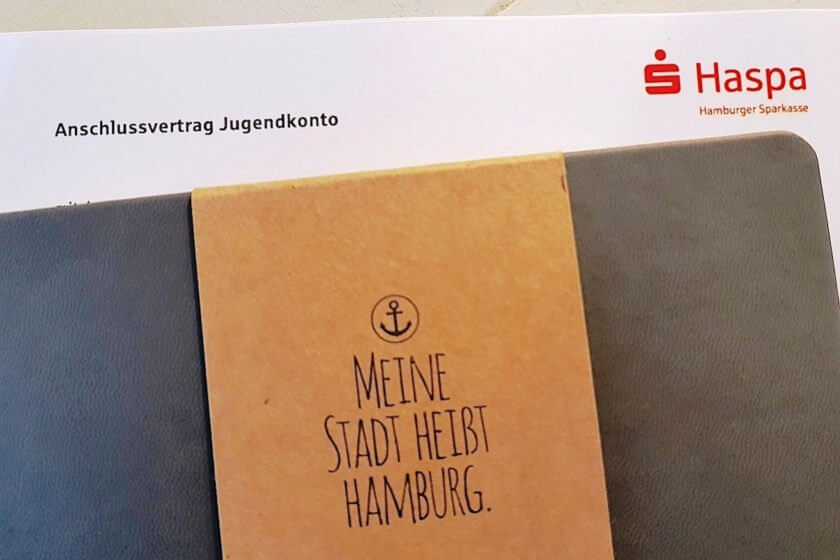 Haspa
Hamburger Sparkasse
Anschlussvertrag Jugendkonto
MEINE
STADT HEIßT
HAMBURG.